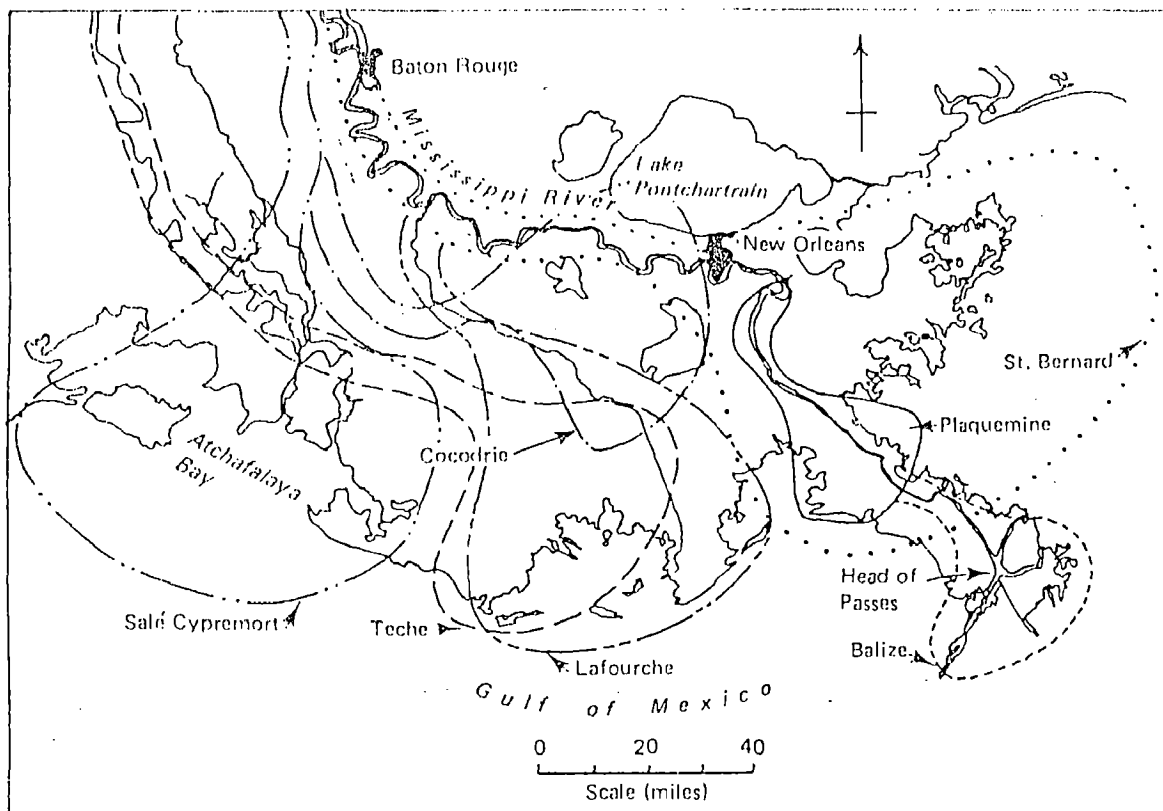 Baton Rouge
Mississippi River
Lake
Pontchartrain
New Orleans
St. Bernard
Plaquemine
Cocodrie
Atchafalaya
Bay
Head of
Passes
Salé Cypremort
Teche
Balize
Lafourche
Gulf of Mexico
0 20 40
Scale (miles)